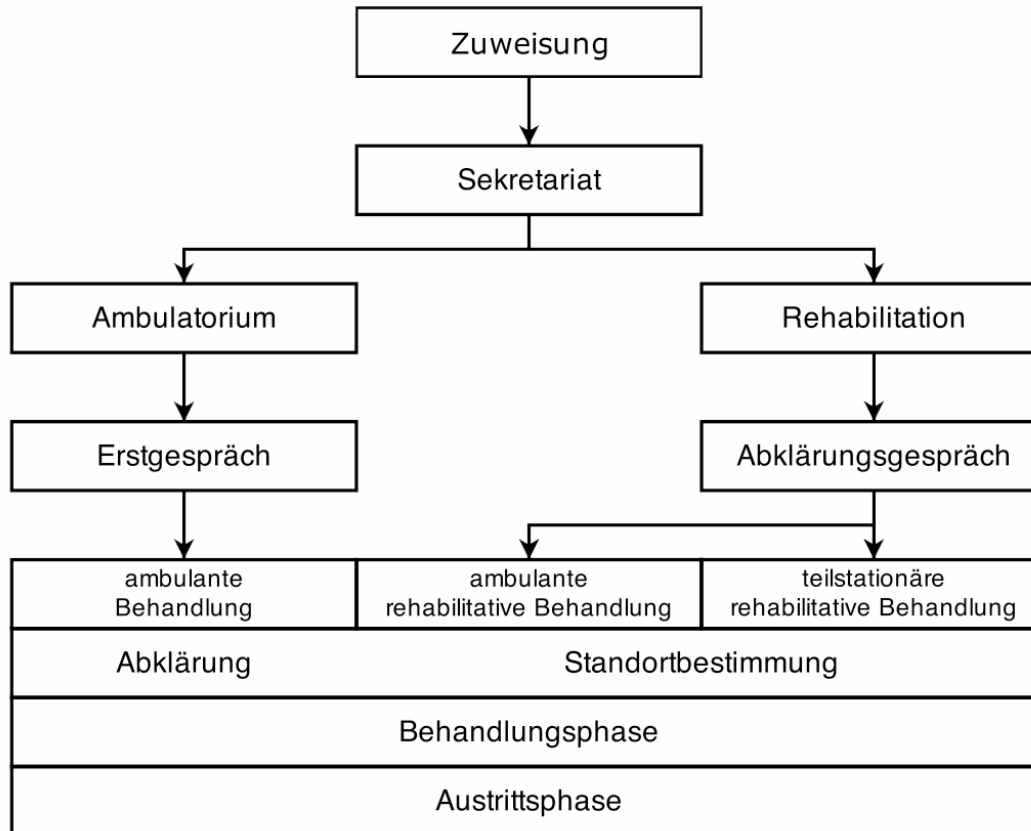 Zuweisung
Sekretariat
Ambulatorium
Rehabilitation
Erstgespräch
Abklärungsgespräch
ambulante
Behandlung
ambulante
rehabilitative Behandlung
teilstationäre
rehabilitative Behandlung
Abklärung
Standortbestimmung
Behandlungsphase
Austrittsphase